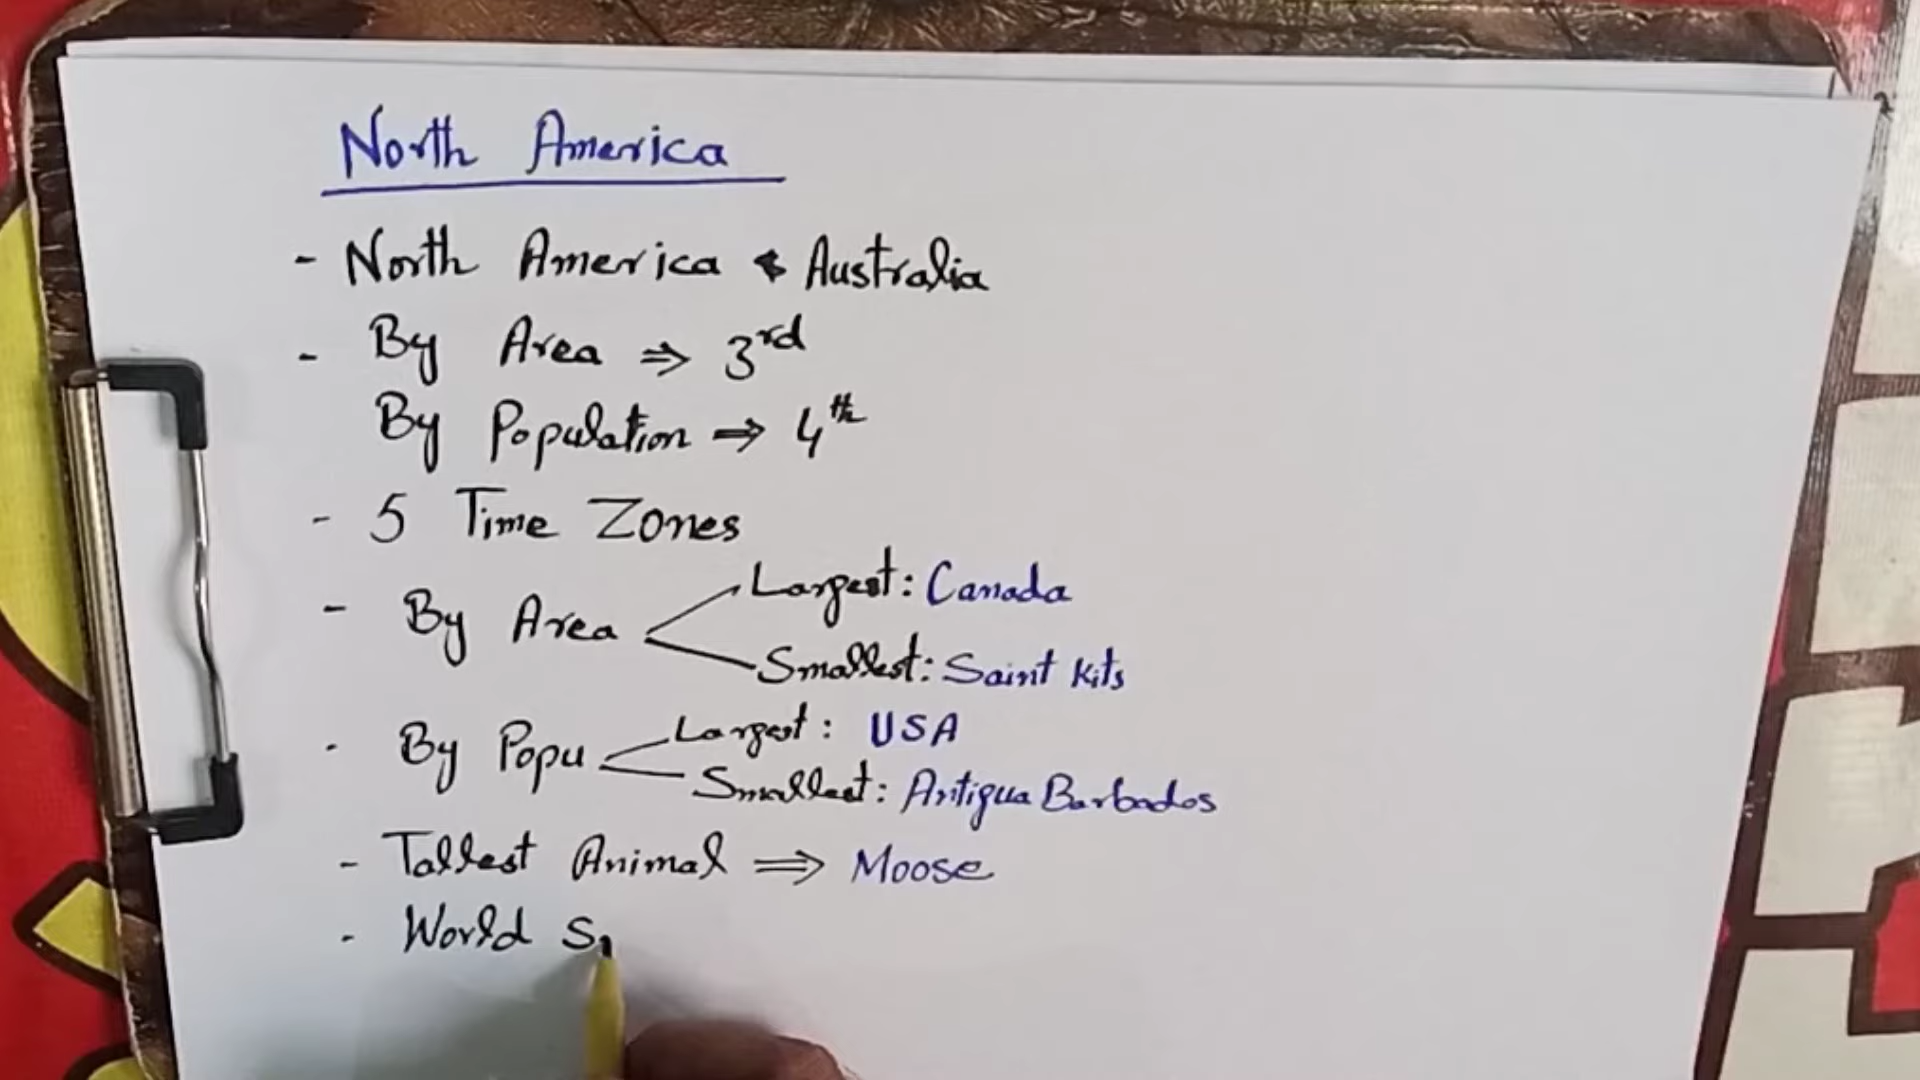 North America
- North America & Australia
- By Area ⇒ 3rd
By Population ⇒ 4th
- 5 Time Zones
- By Area Largest: Canada
Smallest: Saint Kits
- By Popu Largest: USA
Smallest: Antigua Barbados
- Tallest Animal ⇒ Moose
- World S